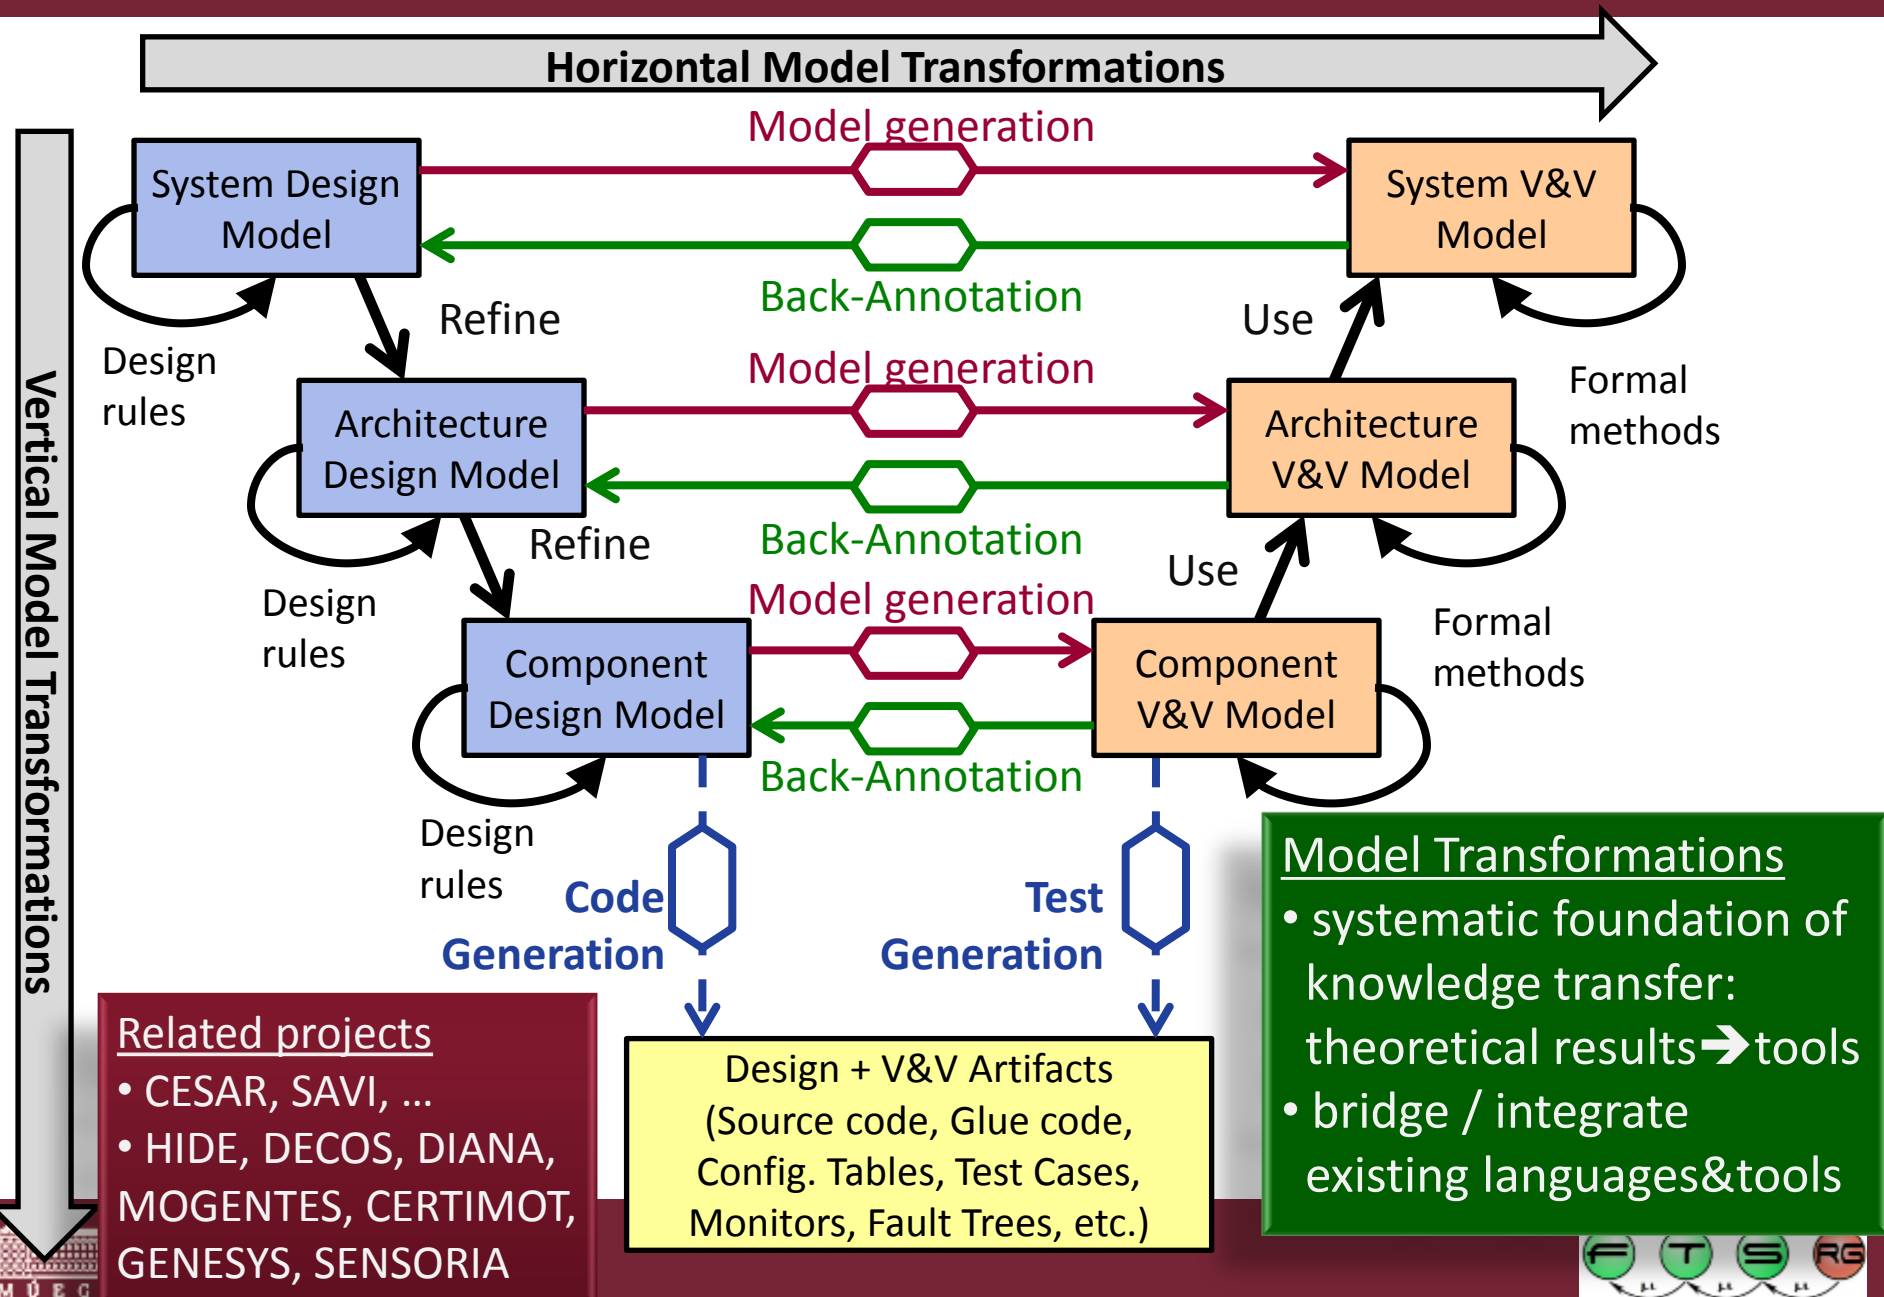 Horizontal Model Transformations
Vertical Model Transformations
Model generation
System Design
Model
System V&V
Model
Back-Annotation
Refine
Use
Design
rules
Formal
methods
Model generation
Architecture
Design Model
Architecture
V&V Model
Back-Annotation
Refine
Use
Design
rules
Formal
methods
Model generation
Component
Design Model
Component
V&V Model
Back-Annotation
Design
rules
Code
Generation
Test
Generation
Model Transformations
• systematic foundation of
knowledge transfer:
theoretical results➔tools
• bridge / integrate
existing languages&tools
Related projects
• CESAR, SAVI, …
• HIDE, DECOS, DIANA,
MOGENTES, CERTIMOT,
GENESYS, SENSORIA
Design + V&V Artifacts
(Source code, Glue code,
Config. Tables, Test Cases,
Monitors, Fault Trees, etc.)
M Ű E G
F T S RG
μ μ μ